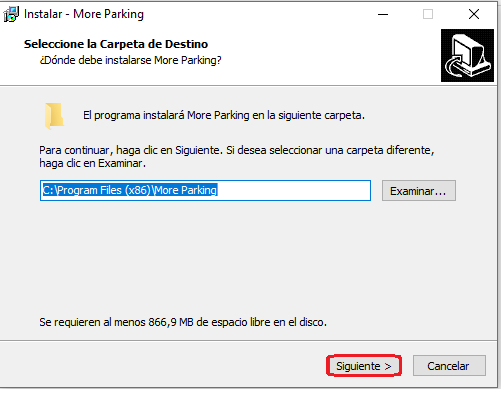 Instalar - More Parking
Seleccione la Carpeta de Destino
¿Dónde debe instalarse More Parking?
El programa instalará More Parking en la siguiente carpeta.
Para continuar, haga clic en Siguiente. Si desea seleccionar una carpeta diferente,
haga clic en Examinar.
C:\Program Files (x86)\More Parking
Examinar...
Se requieren al menos 866,9 MB de espacio libre en el disco.
Siguiente >
Cancelar